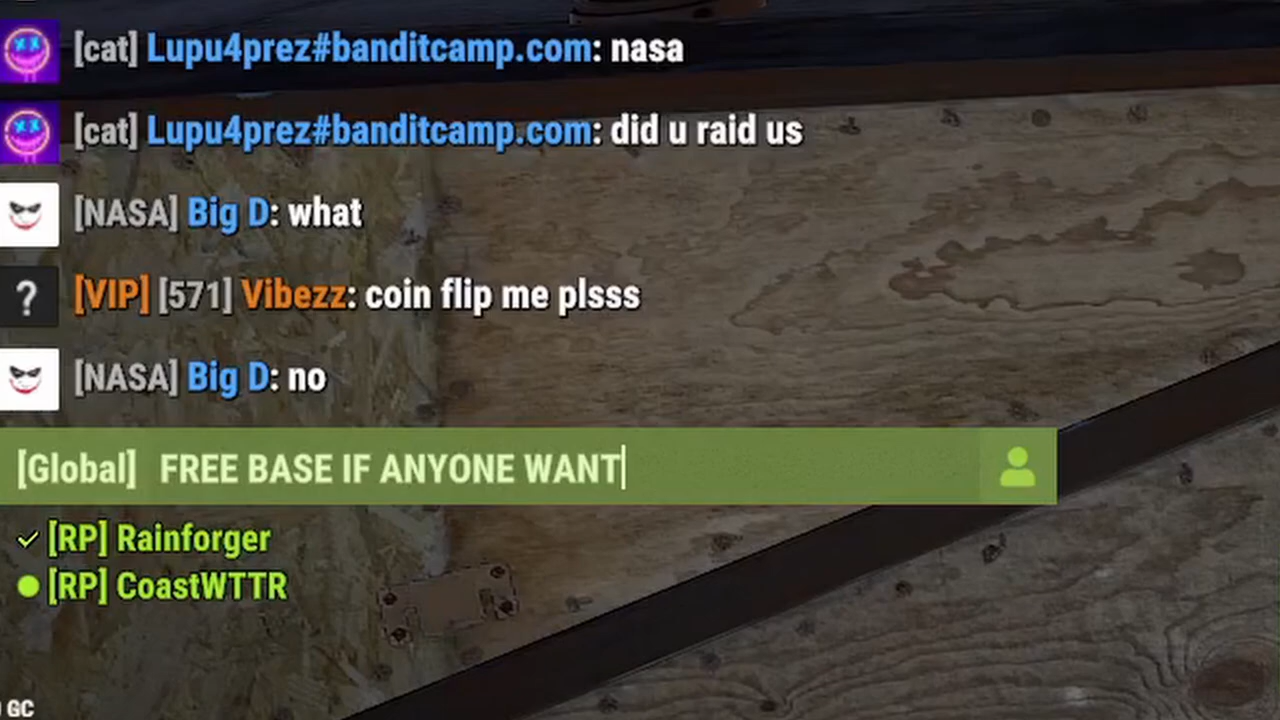 [cat] Lupu4prez#banditcamp.com: nasa
[cat] Lupu4prez#banditcamp.com: did u raid us
[NASA] Big D: what
? [VIP] [571] Vibezz: coin flip me plsss
[NASA] Big D: no
[Global] FREE BASE IF ANYONE WANT
✓ [RP] Rainforger
[RP] CoastWTTR
GC